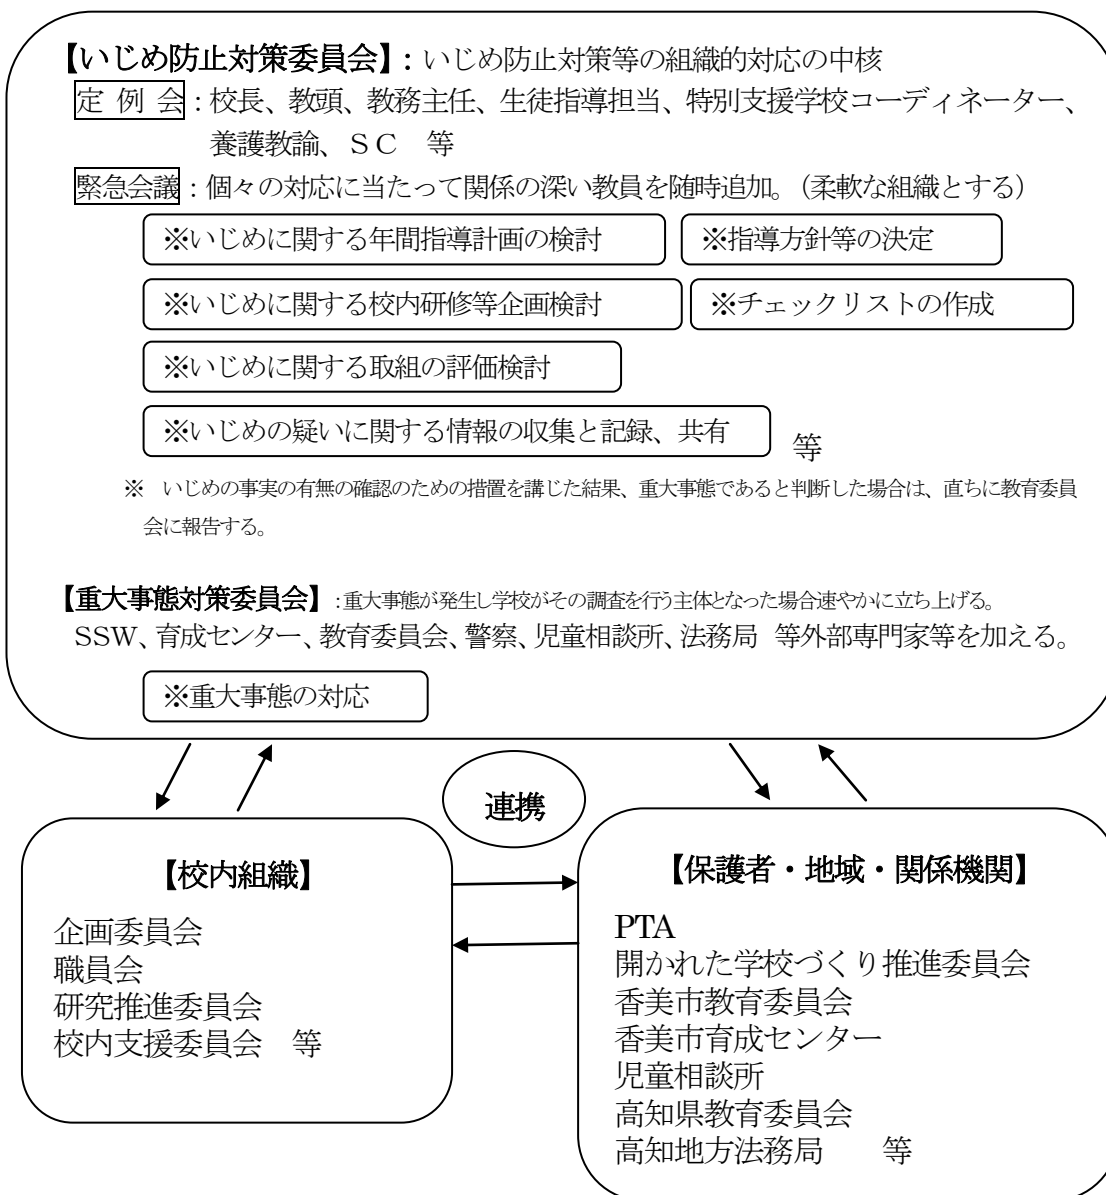 【いじめ防止対策委員会】：いじめ防止対策等の組織的対応の中核
定 例 会：校長、教頭、教務主任、生徒指導担当、特別支援学校コーディネーター、
養護教諭、ＳＣ　等
緊急会議：個々の対応に当たって関係の深い教員を随時追加。（柔軟な組織とする）
※いじめに関する年間指導計画の検討
※指導方針等の決定
※いじめに関する校内研修等企画検討
※チェックリストの作成
※いじめに関する取組の評価検討
※いじめの疑いに関する情報の収集と記録、共有
等
※　いじめの事実の有無の確認のための措置を講じた結果、重大事態であると判断した場合は、直ちに教育委員
会に報告する。
【重大事態対策委員会】：重大事態が発生し学校がその調査を行う主体となった場合速やかに立ち上げる。
SSW、育成センター、教育委員会、警察、児童相談所、法務局　等外部専門家等を加える。
※重大事態の対応
連携
【校内組織】
企画委員会
職員会
研究推進委員会
校内支援委員会　等
【保護者・地域・関係機関】
PTA
開かれた学校づくり推進委員会
香美市教育委員会
香美市育成センター
児童相談所
高知県教育委員会
高知地方法務局　　等